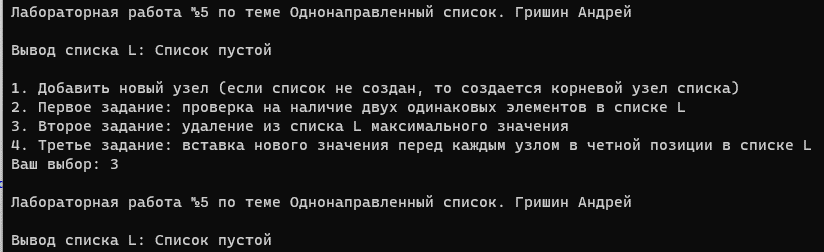 Лабораторная работа №5 по теме Однонаправленный список. Гришин Андрей
Вывод списка L: Список пустой
1. Добавить новый узел (если список не создан, то создается корневой узел списка)
2. Первое задание: проверка на наличие двух одинаковых элементов в списке L
3. Второе задание: удаление из списка L максимального значения
4. Третье задание: вставка нового значения перед каждым узлом в четной позиции в списке L
Ваш выбор: 3
Лабораторная работа №5 по теме Однонаправленный список. Гришин Андрей
Вывод списка L: Список пустой